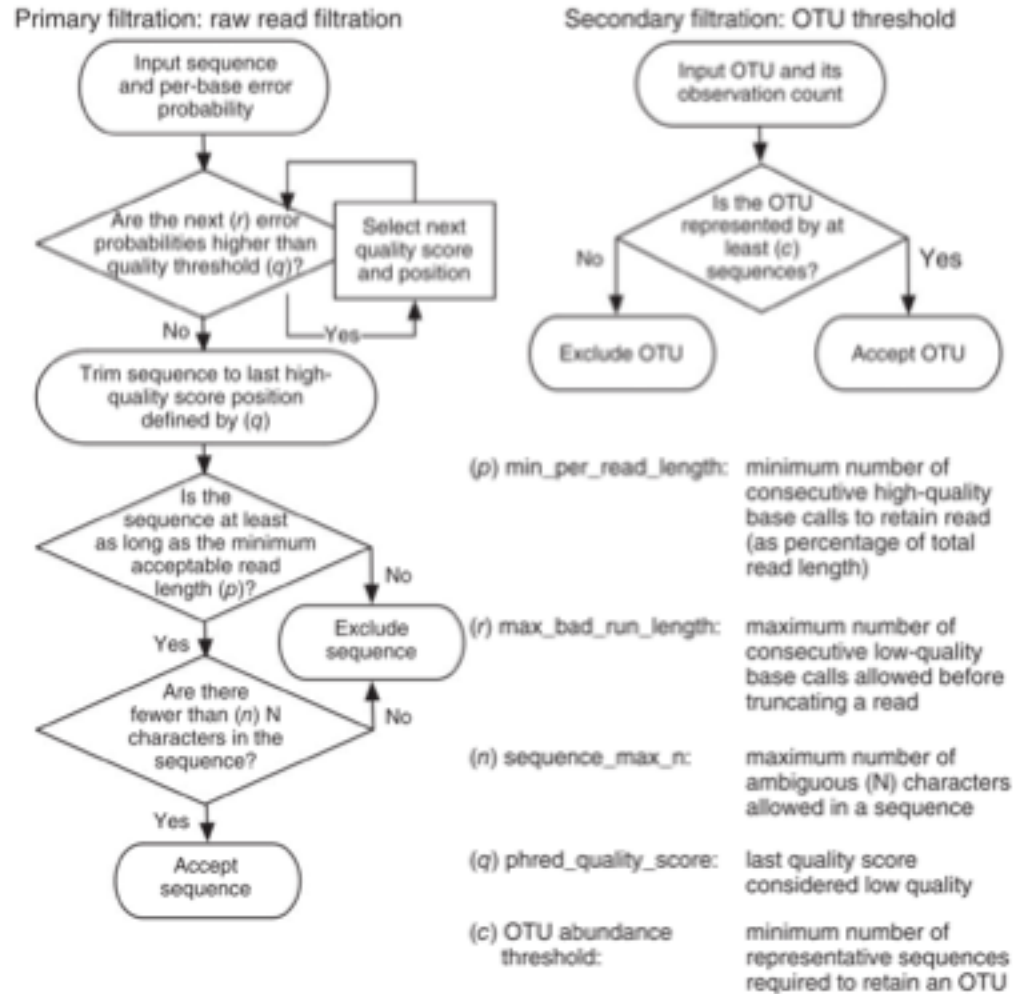 Primary filtration: raw read filtration
Input sequence
and per-base error
probability
Are the next (r) error
probabilities higher than
quality threshold (q)?
Select next
quality score
and position
Yes
No
Trim sequence to last high-
quality score position
defined by (q)
Is the
sequence at least
as long as the minimum
acceptable read
length (p)?
No
Exclude
sequence
Yes
Are there
fewer than (n) N
characters in the
sequence?
No
Yes
Accept
sequence
Secondary filtration: OTU threshold
Input OTU and its
observation count
Is the OTU
represented by at
least (c)
sequences?
No
Yes
Exclude OTU
Accept OTU
(p) min_per_read_length: minimum number of
consecutive high-quality
base calls to retain read
(as percentage of total
read length)
(r) max_bad_run_length: maximum number of
consecutive low-quality
base calls allowed before
truncating a read
(n) sequence_max_n: maximum number of
ambiguous (N) characters
allowed in a sequence
(q) phred_quality_score: last quality score
considered low quality
(c) OTU abundance minimum number of
threshold: representative sequences
required to retain an OTU